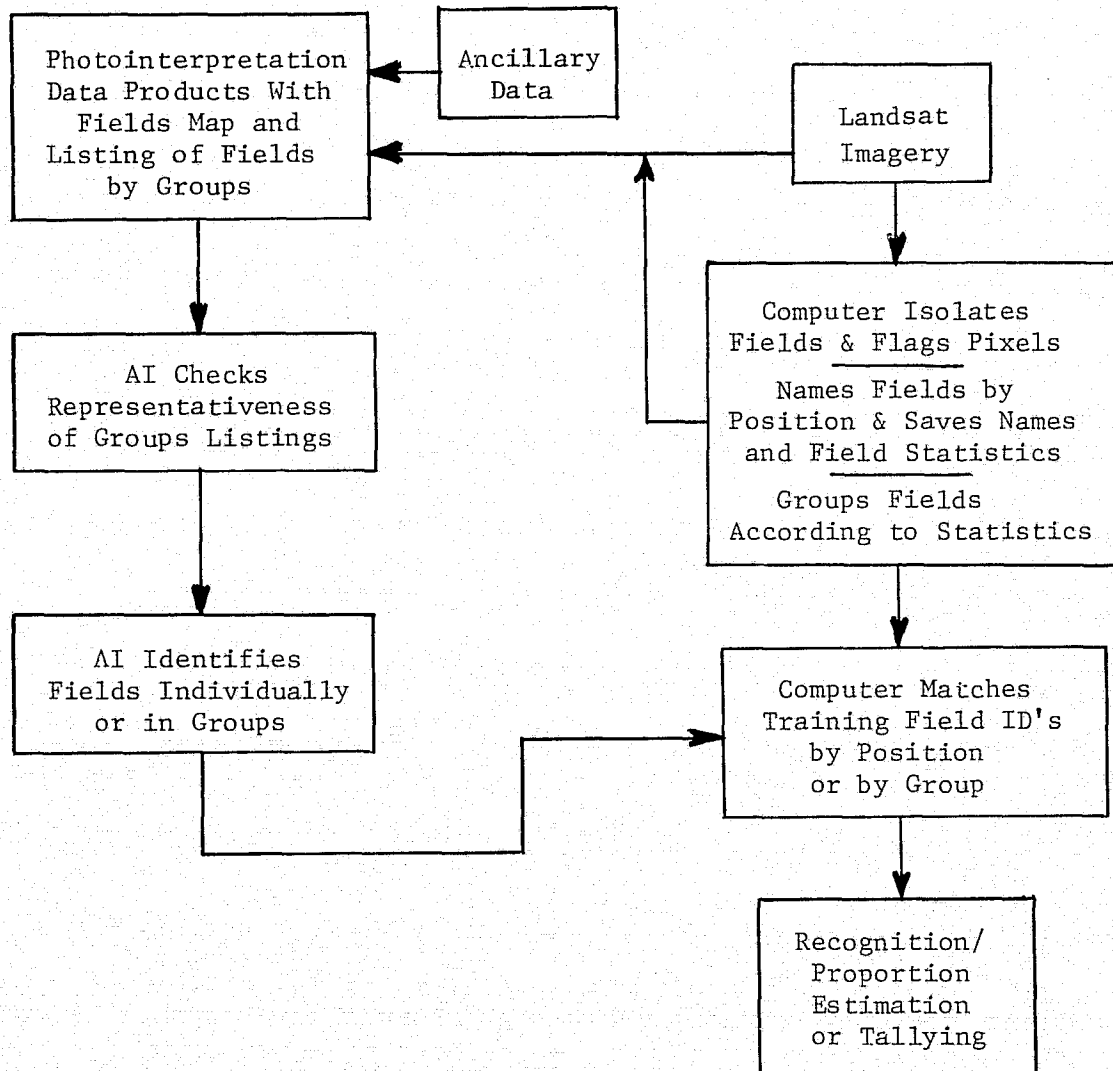 Photointerpretation
Data Products With
Fields Map and
Listing of Fields
by Groups
Ancillary
Data
Landsat
Imagery
Computer Isolates
Fields & Flags Pixels
Names Fields by
Position & Saves Names
and Field Statistics
Groups Fields
According to Statistics
AI Checks
Representativeness
of Groups Listings
AI Identifies
Fields Individually
or in Groups
Computer Matches
Training Field ID's
by Position
or by Group
Recognition/
Proportion
Estimation
or Tallying